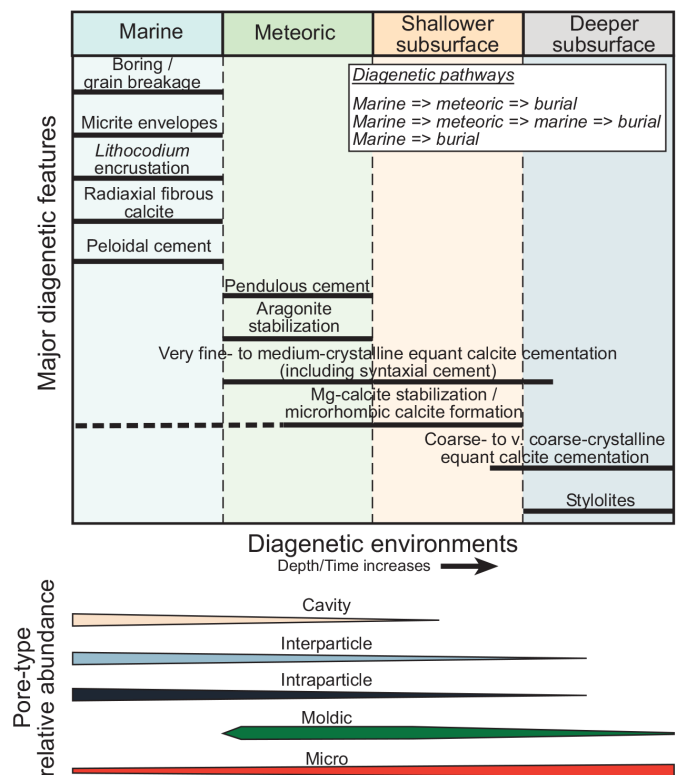 Marine
Meteoric
Shallower
subsurface
Deeper
subsurface
Diagenetic pathways
Marine => meteoric => burial
Marine => meteoric => marine => burial
Marine => burial
Major diagenetic features
Boring /
grain breakage
Micrite envelopes
Lithocodium
encrustation
Radiaxial fibrous
calcite
Peloidal cement
Pendulous cement
Aragonite
stabilization
Very fine- to medium-crystalline equant calcite cementation
(including syntaxial cement)
Mg-calcite stabilization /
microrhombic calcite formation
Coarse- to v. coarse-crystalline
equant calcite cementation
Stylolites
Diagenetic environments
Depth/Time increases
Pore-type
relative abundance
Cavity
Interparticle
Intraparticle
Moldic
Micro